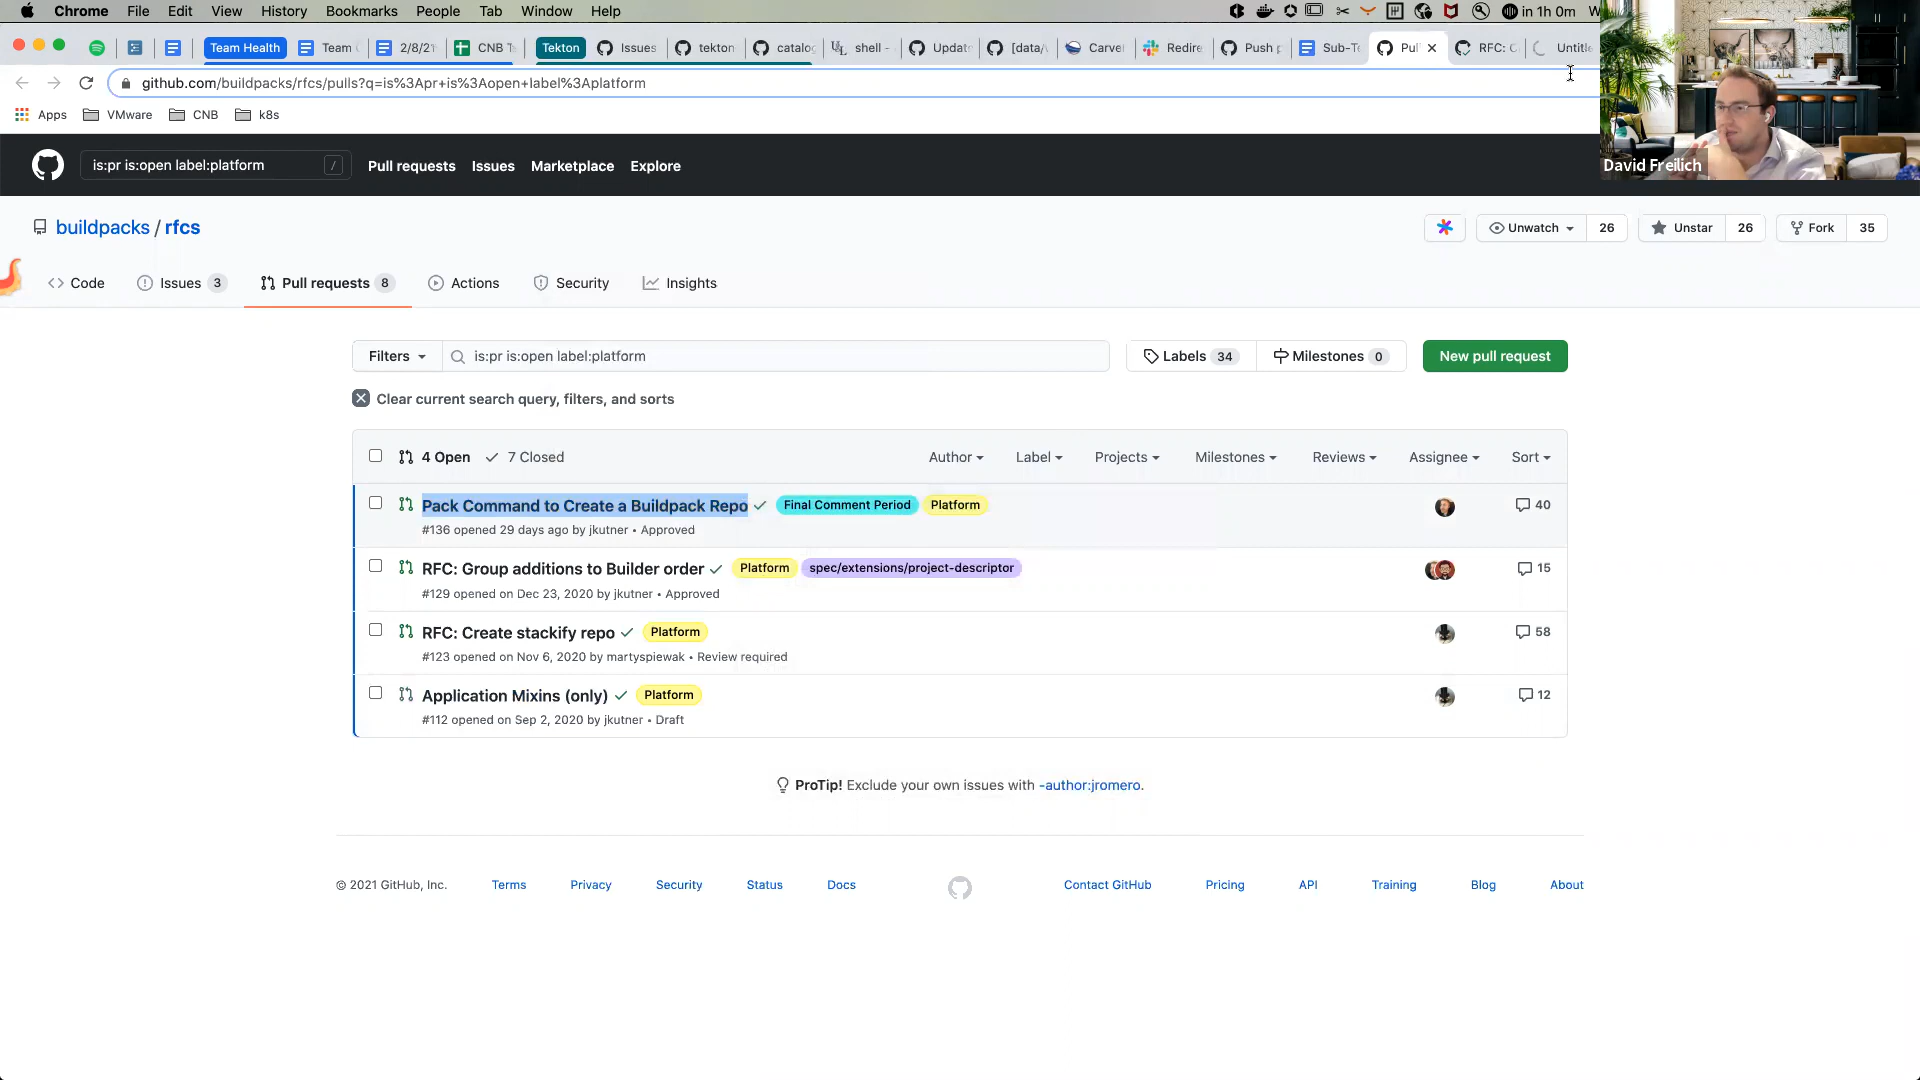 Chrome File Edit View History Bookmarks People Tab Window Help
in 1h 0m W
Team Health Team 2/8/21 CNB T Tekton Issues tekton catalo shell - Updat [data/ Carve Redire Push Sub-Te Pul RFC: C Untitle
github.com/buildpacks/rfcs/pulls?q=is%3Apr+is%3Aopen+label%3Aplatform
Apps VMware CNB k8s
is:pr is:open label:platform / Pull requests Issues Marketplace Explore
David Freilich
buildpacks / rfcs Unwatch 26 Unstar 26 Fork 35
Code Issues 3 Pull requests 8 Actions Security Insights
Filters is:pr is:open label:platform Labels 34 Milestones 0 New pull request
Clear current search query, filters, and sorts
4 Open 7 Closed Author Label Projects Milestones Reviews Assignee Sort
Pack Command to Create a Buildpack Repo Final Comment Period Platform 40
#136 opened 29 days ago by jkutner • Approved
RFC: Group additions to Builder order Platform spec/extensions/project-descriptor 15
#129 opened on Dec 23, 2020 by jkutner • Approved
RFC: Create stackify repo Platform 58
#123 opened on Nov 6, 2020 by martyspiewak • Review required
Application Mixins (only) Platform 12
#112 opened on Sep 2, 2020 by jkutner • Draft
ProTip! Exclude your own issues with -author:jromero.
© 2021 GitHub, Inc. Terms Privacy Security Status Docs Contact GitHub Pricing API Training Blog About